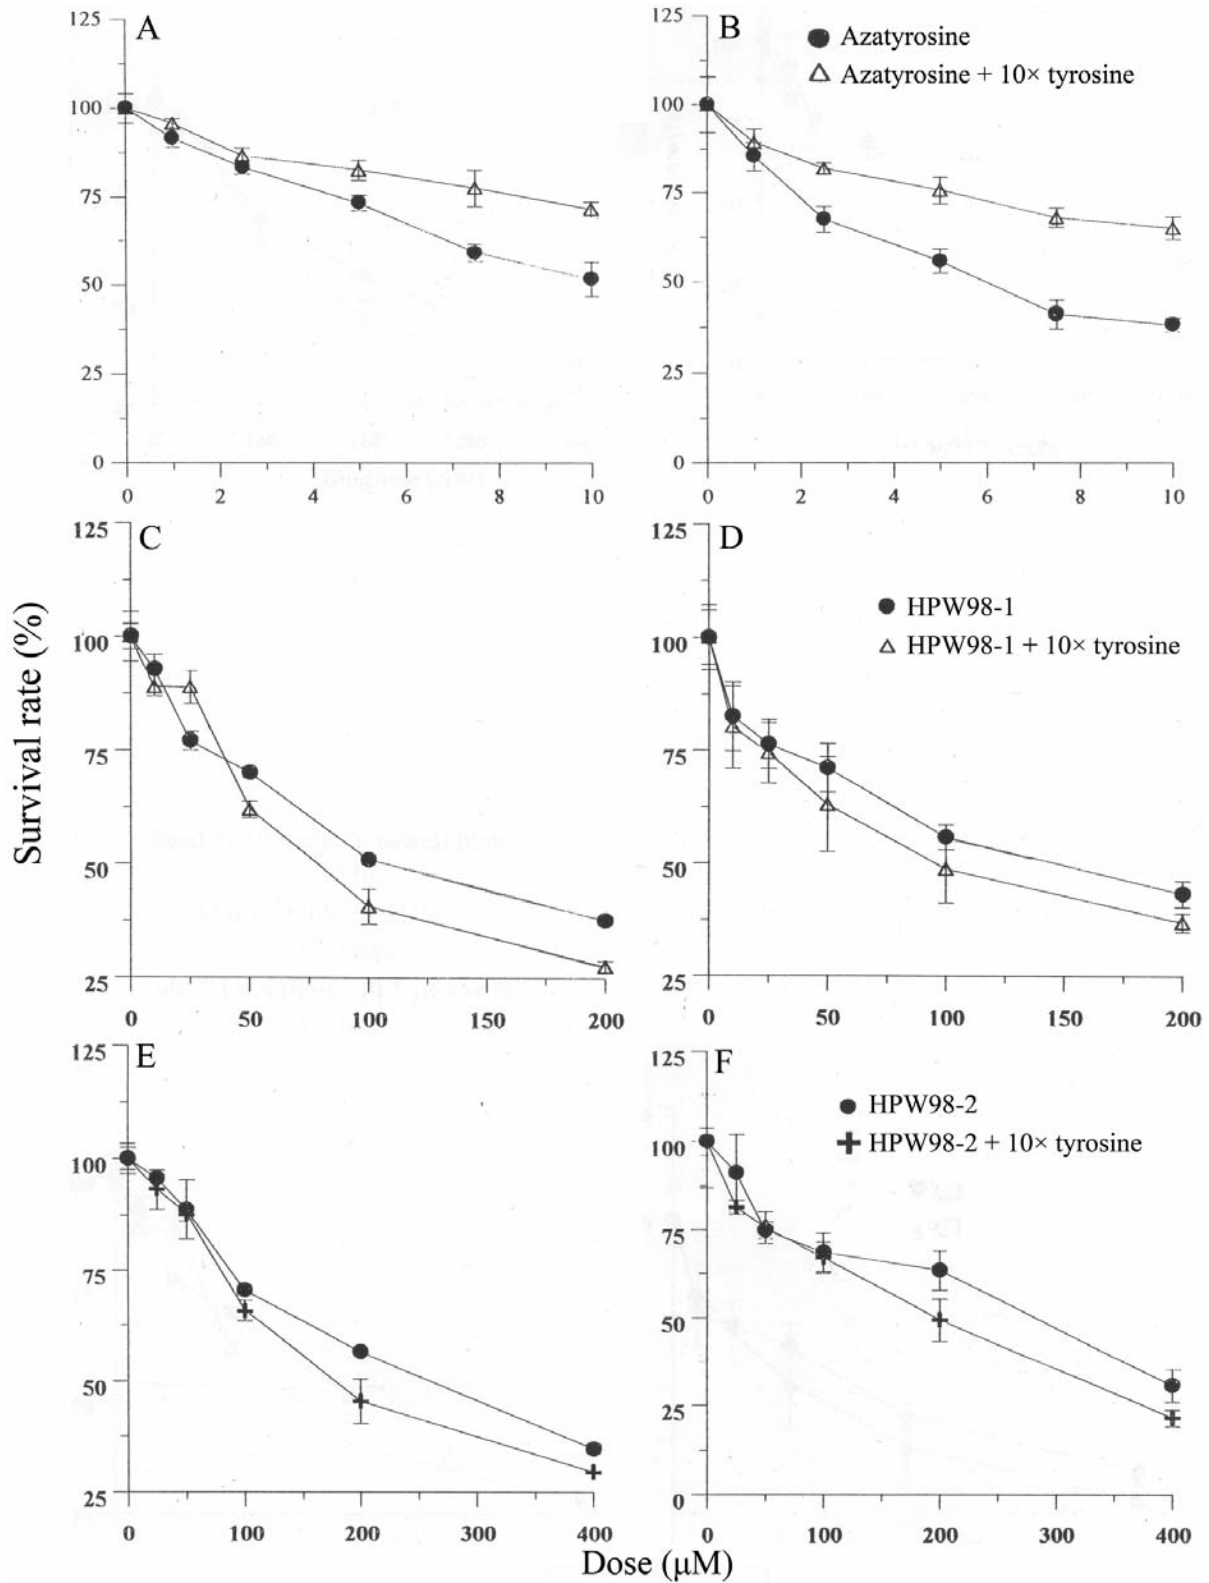 A
125
100
75
50
25
0
0 2 4 6 8 10
B
Azatyrosine
Azatyrosine + 10× tyrosine
125
100
75
50
25
0
0 2 4 6 8 10
Survival rate (%)
C
125
100
75
50
25
0 50 100 150 200
D
HPW98-1
HPW98-1 + 10× tyrosine
125
100
75
50
25
0 50 100 150 200
E
125
100
75
50
25
0 100 200 300 400
F
HPW98-2
HPW98-2 + 10× tyrosine
125
100
75
50
25
0
0 100 200 300 400
Dose (μM)